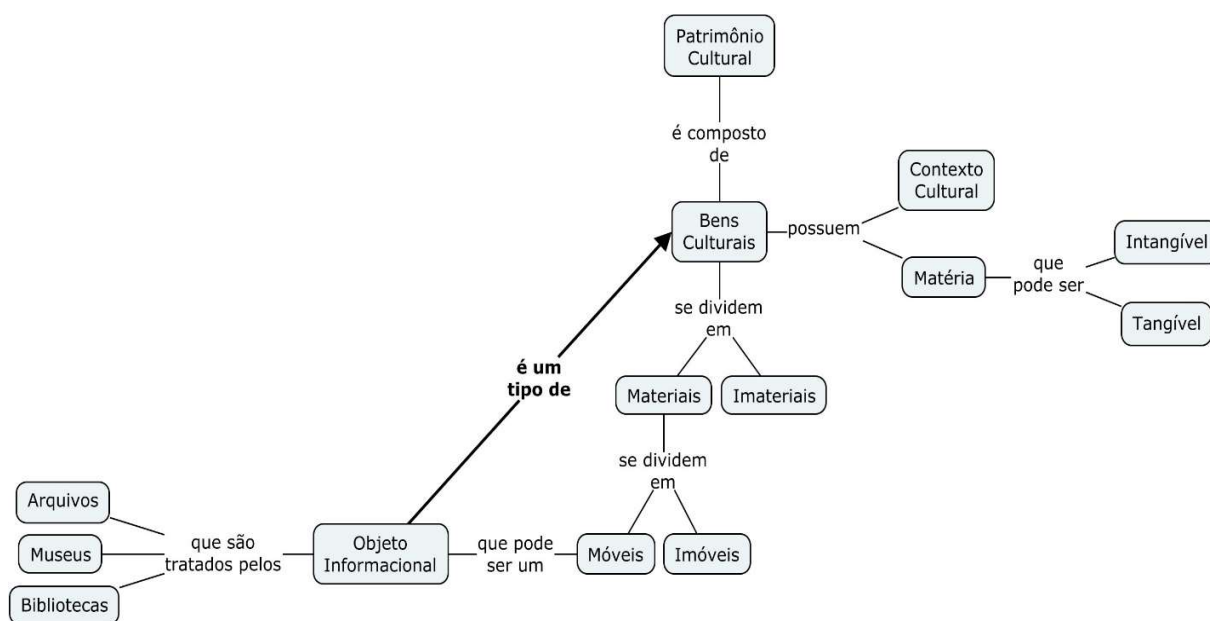 Patrimônio
Cultural
é composto
de
Contexto
Cultural
Bens
Culturais
possuem
Intangível
que
pode ser
Matéria
Tangível
se dividem
em
é um
tipo de
Materiais
Imateriais
se dividem
em
Arquivos
Museus
Bibliotecas
que são
tratados pelos
Objeto
Informacional
que pode
ser um
Móveis
Imóveis